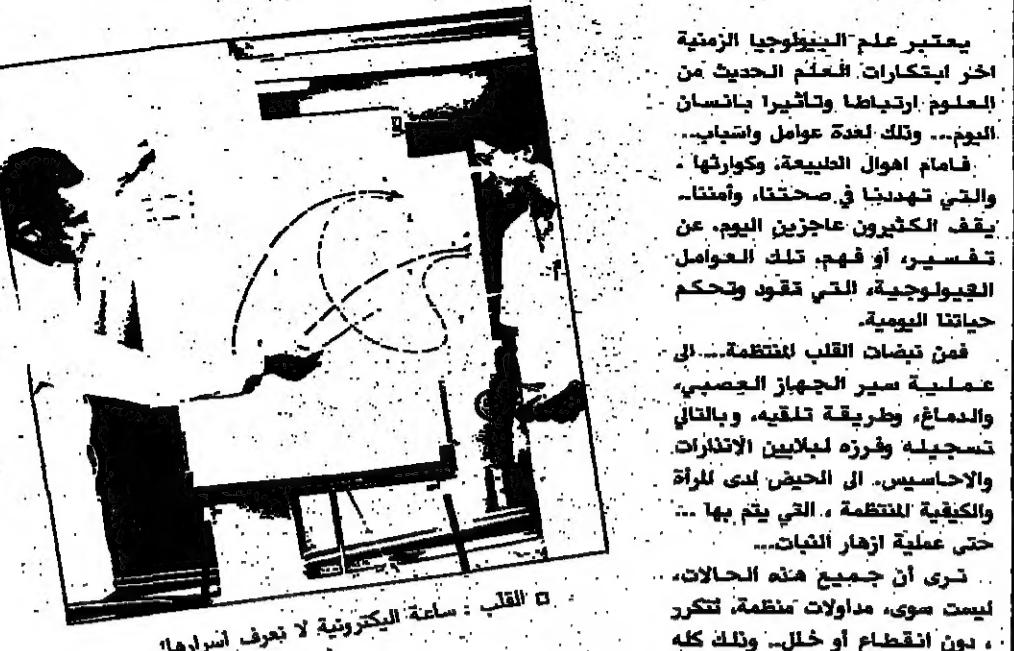 يعتبر علم البيولوجيا الزمنية
اخر ابتكارات العلم الحديث من
العلوم ارتباطا وتأثيرا بانسان
اليوم... وذلك لعدة عوامل واسباب..
فامام اهوال الطبيعة، وكوارثها ،
والتي تهددنا في صحتنا، وأمننا..
يقف الكثيرون عاجزين اليوم، عن
تفسير، أو فهم، تلك العوامل
الفيولوجية، التي تقود وتحكم
حياتنا اليومية.
فمن نبضات القلب المنتظمة... الى
عملية سير الجهاز العصبي،
والدماغ، وطريقة تلقيه، وبالتالي
تسجيله وفرزه لبلايين الانذارات
والاحاسيس.. الى الحيض لدى المرأة
والكيفية المنتظمة ، التي يتم بها ...
حتى عملية ازهار النبات...
ترى أن جميع هذه الحالات،
ليست سوى، مداولات منظمة، تتكرر
، بدون انقطاع أو خلل.. وذلك كله
□ القلب : ساعة اليكترونية لا تعرف أسرارها!